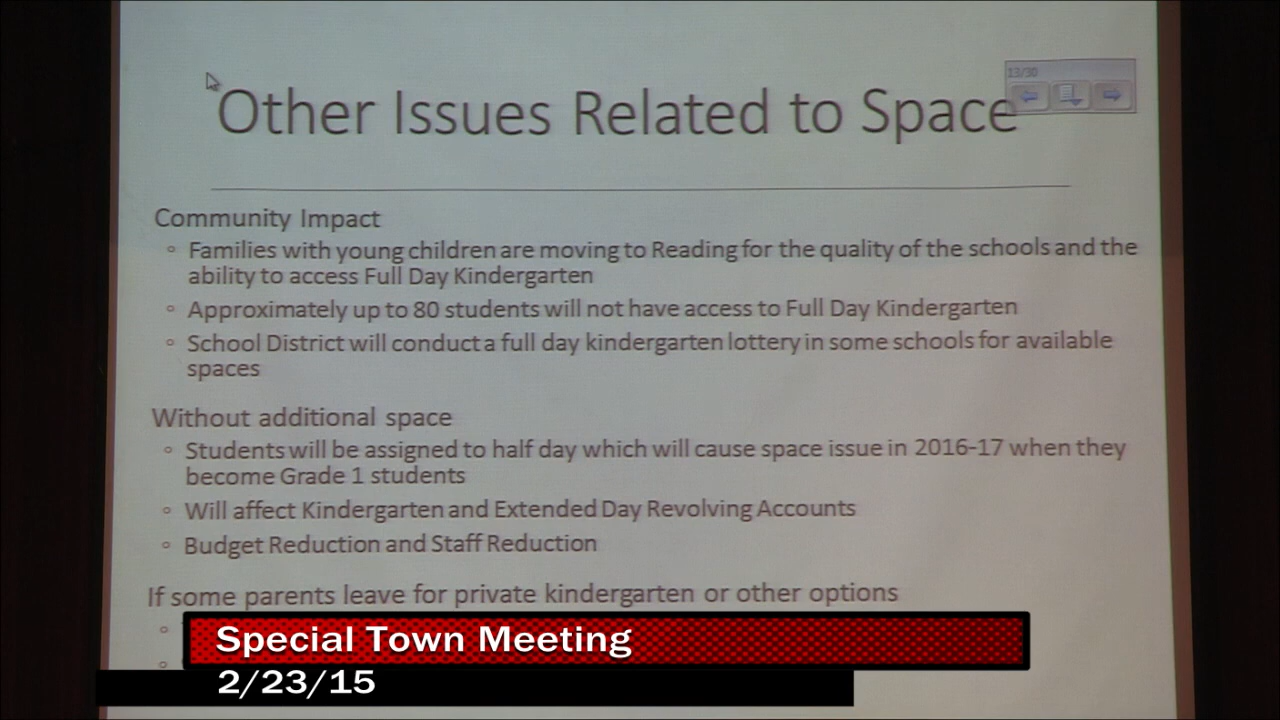 13/30
Other Issues Related to Space
Community Impact
◦ Families with young children are moving to Reading for the quality of the schools and the
ability to access Full Day Kindergarten
◦ Approximately up to 80 students will not have access to Full Day Kindergarten
◦ School District will conduct a full day kindergarten lottery in some schools for available
spaces
Without additional space
◦ Students will be assigned to half day which will cause space issue in 2016-17 when they
become Grade 1 students
◦ Will affect Kindergarten and Extended Day Revolving Accounts
◦ Budget Reduction and Staff Reduction
If some parents leave for private kindergarten or other options
Special Town Meeting
2/23/15